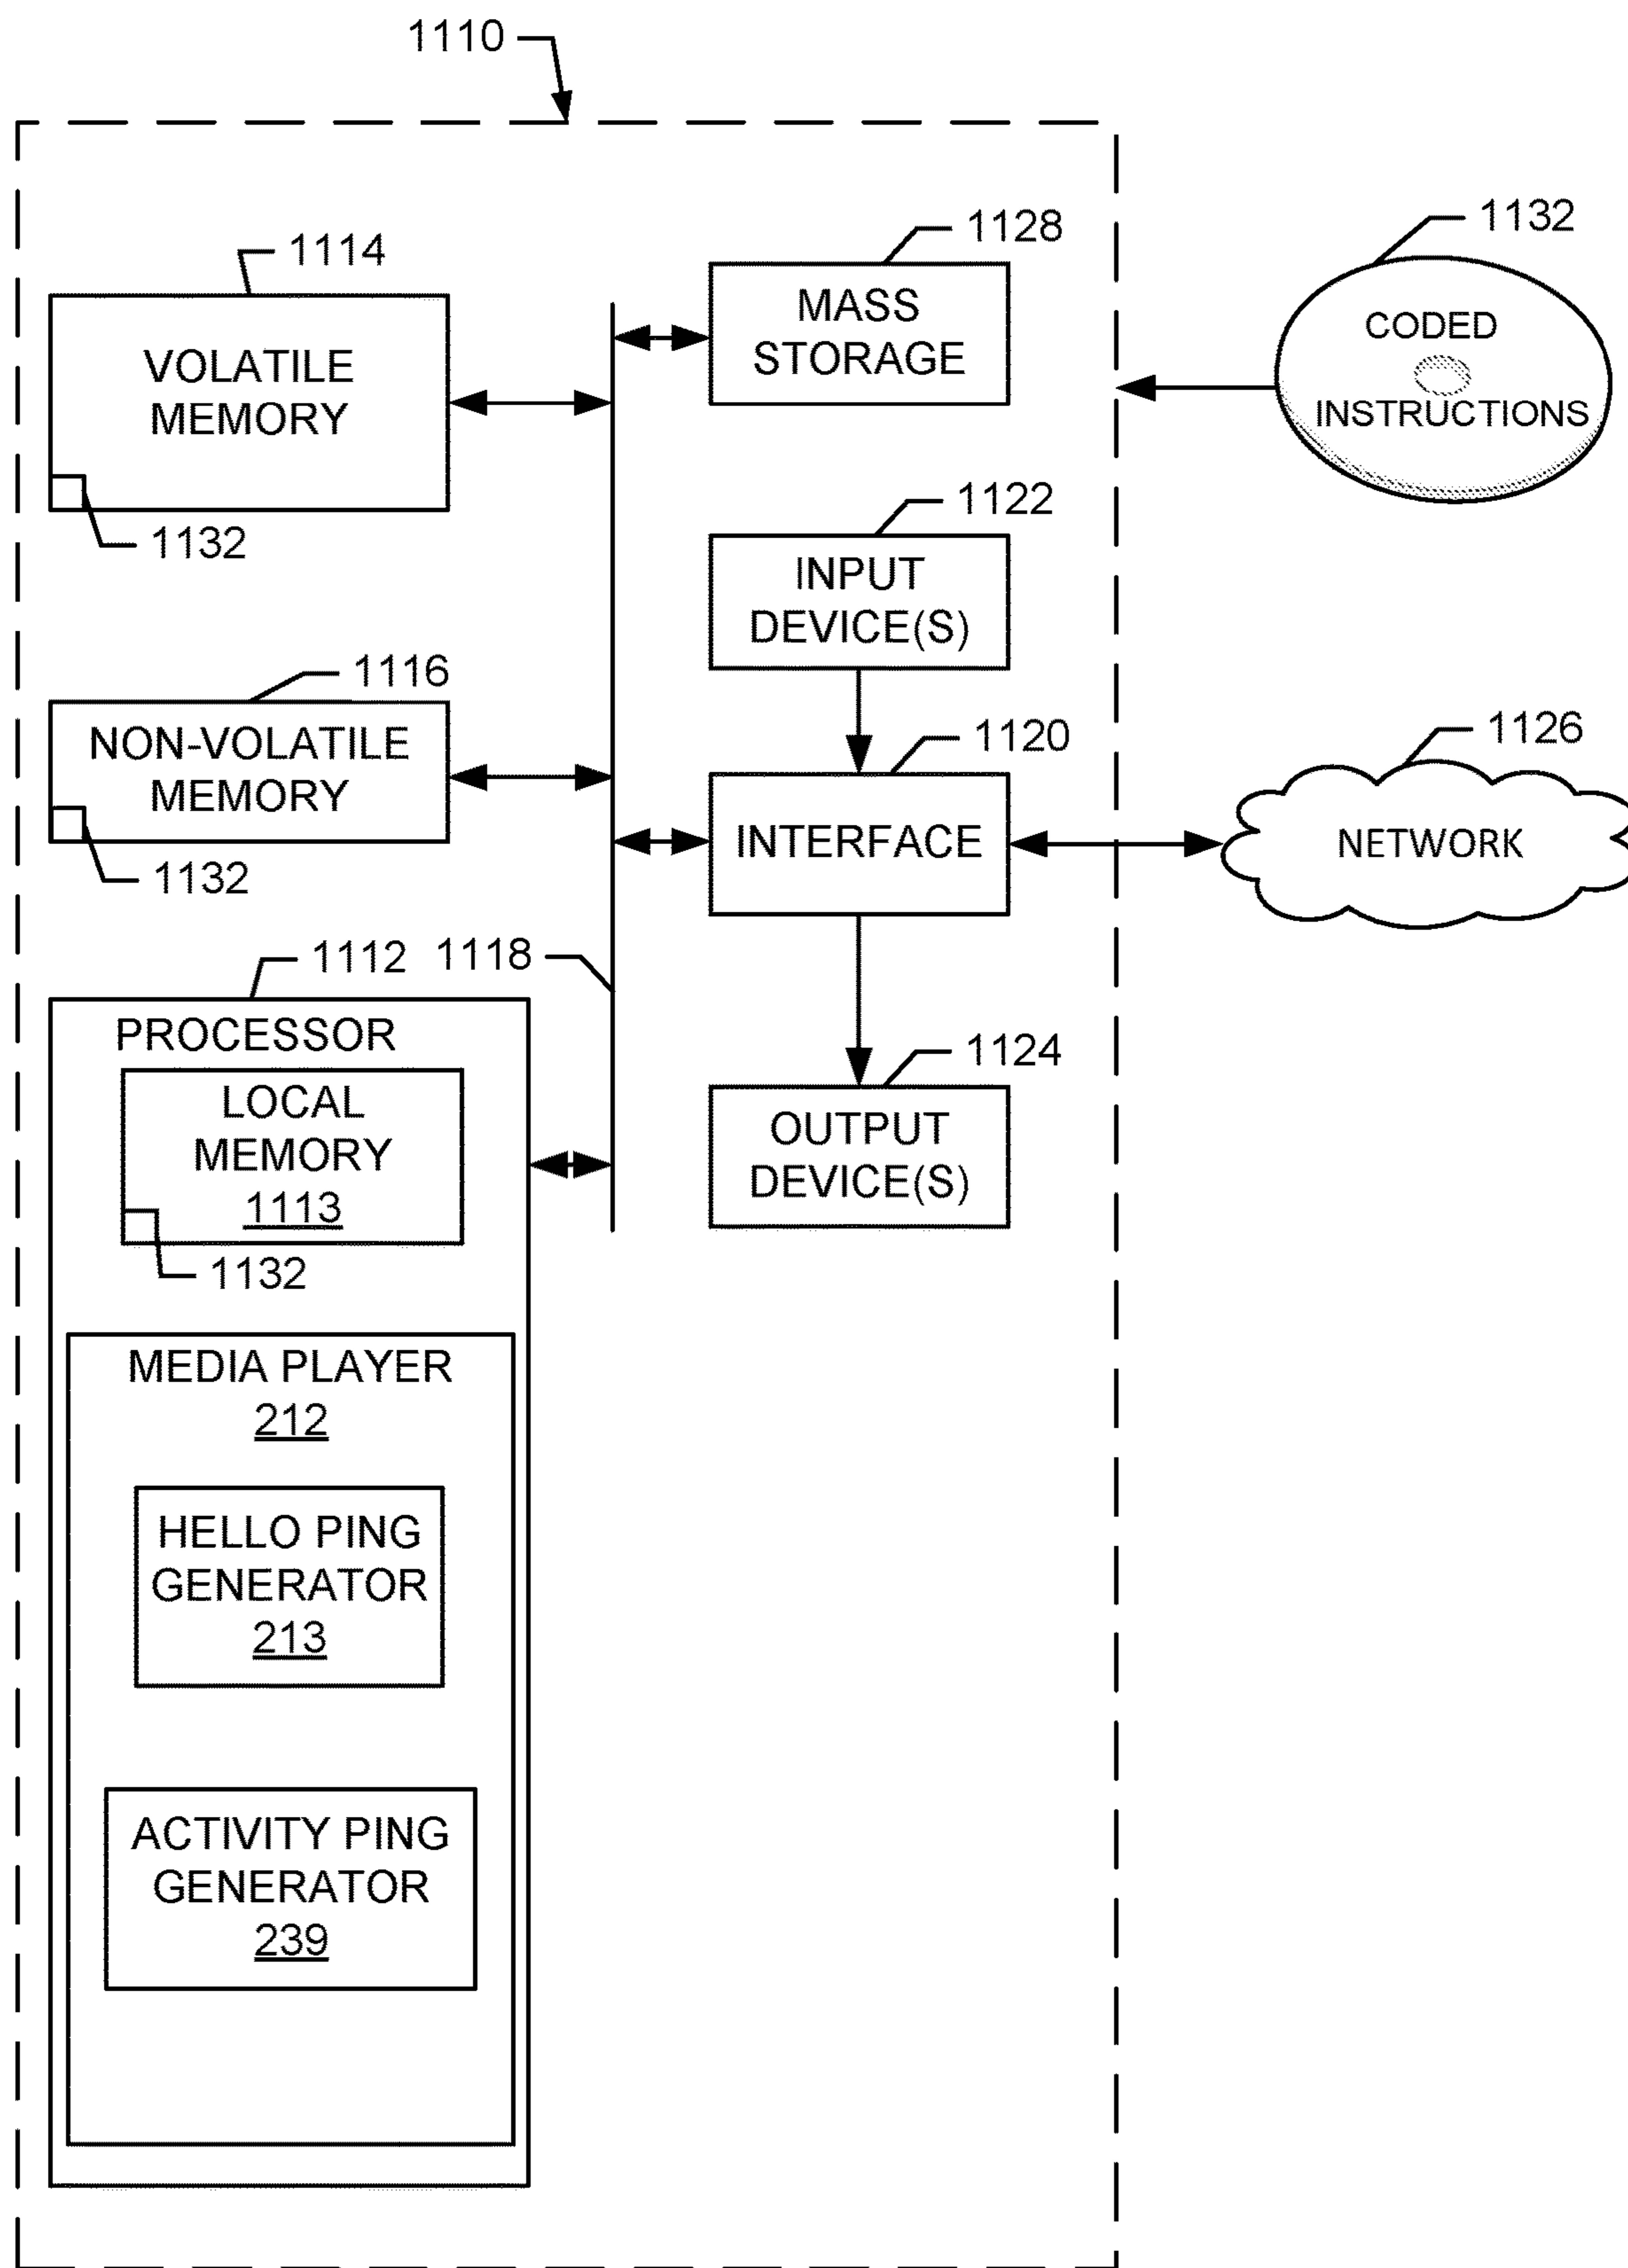 1110
1114
VOLATILE
MEMORY
1132
1128
MASS
STORAGE
1132
CODED
INSTRUCTIONS
1122
INPUT
DEVICE(S)
1116
NON-VOLATILE
MEMORY
1132
1120
INTERFACE
1126
NETWORK
1112
1118
PROCESSOR
LOCAL
MEMORY
1113
1132
1124
OUTPUT
DEVICE(S)
MEDIA PLAYER
212
HELLO PING
GENERATOR
213
ACTIVITY PING
GENERATOR
239